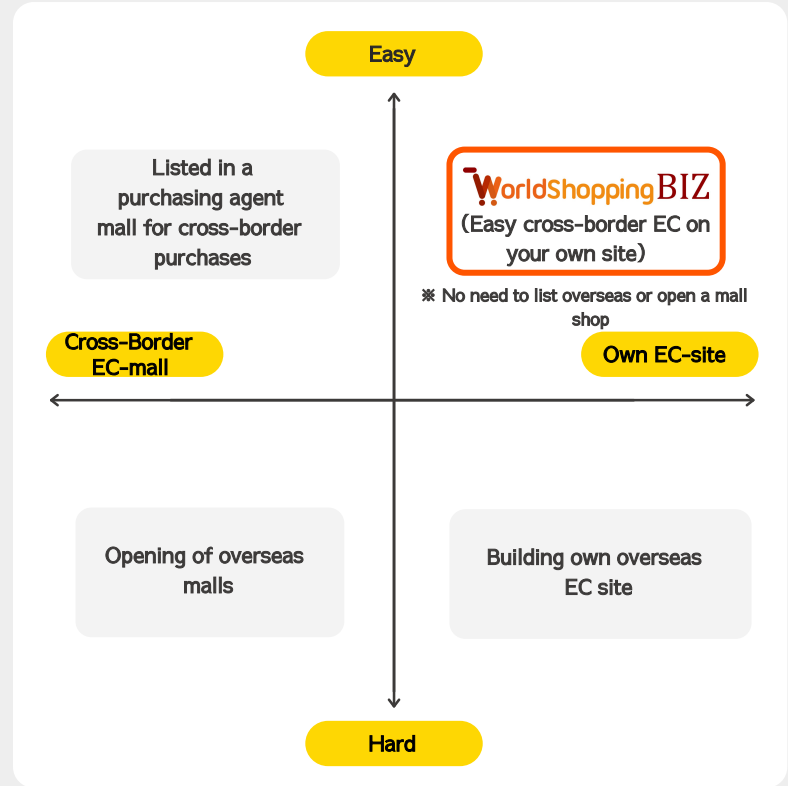 Easy
Listed in a
purchasing agent
mall for cross-border
purchases
WorldShopping BIZ
(Easy cross-border EC on
your own site)
※ No need to list overseas or open a mall
shop
Cross-Border
EC-mall
Own EC-site
Opening of overseas
malls
Building own overseas
EC site
Hard